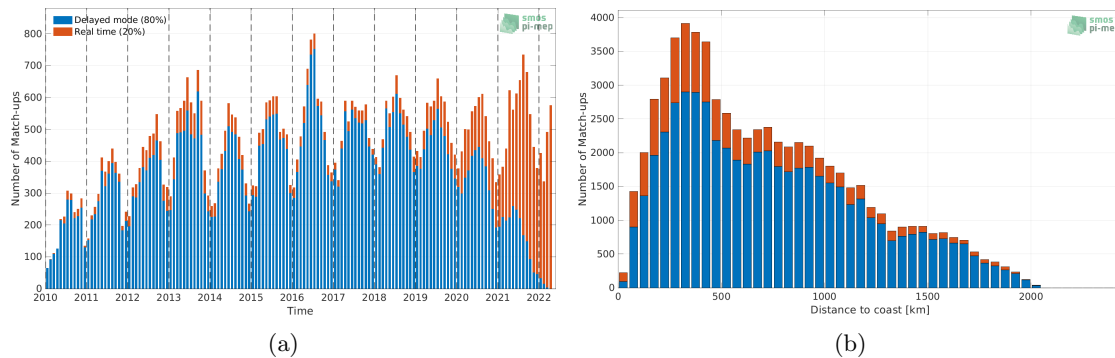 Delayed mode (80%)
Real time (20%)
smos
pi-mep
Number of Match-ups
800
700
600
500
400
300
200
100
0
2010 2011 2012 2013 2014 2015 2016 2017 2018 2019 2020 2021 2022
Time
(a)
smos
pi-mep
Number of Match-ups
4000
3500
3000
2500
2000
1500
1000
500
0
0 500 1000 1500 2000
Distance to coast [km]
(b)